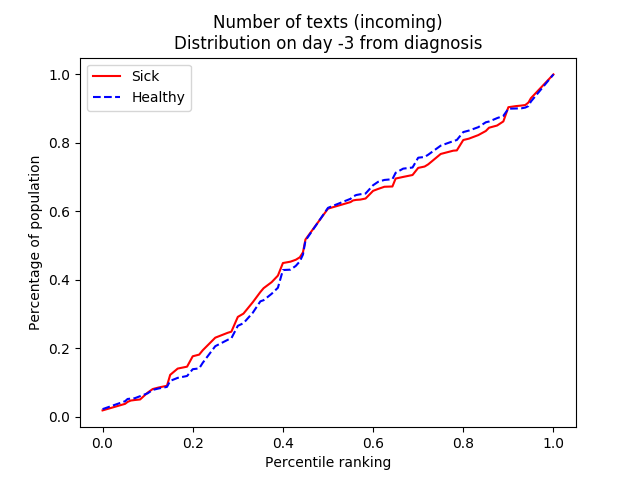 Number of texts (incoming)
Distribution on day -3 from diagnosis
Sick
Healthy
Percentage of population
1.0
0.8
0.6
0.4
0.2
0.0
0.0 0.2 0.4 0.6 0.8 1.0
Percentile ranking